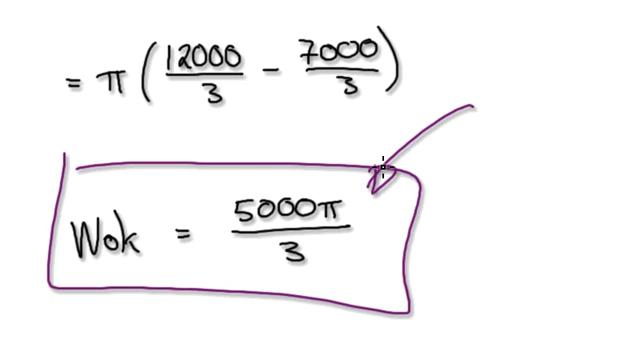 = π ( 12000/3 − 7000/3 )
Wok = 5000π/3